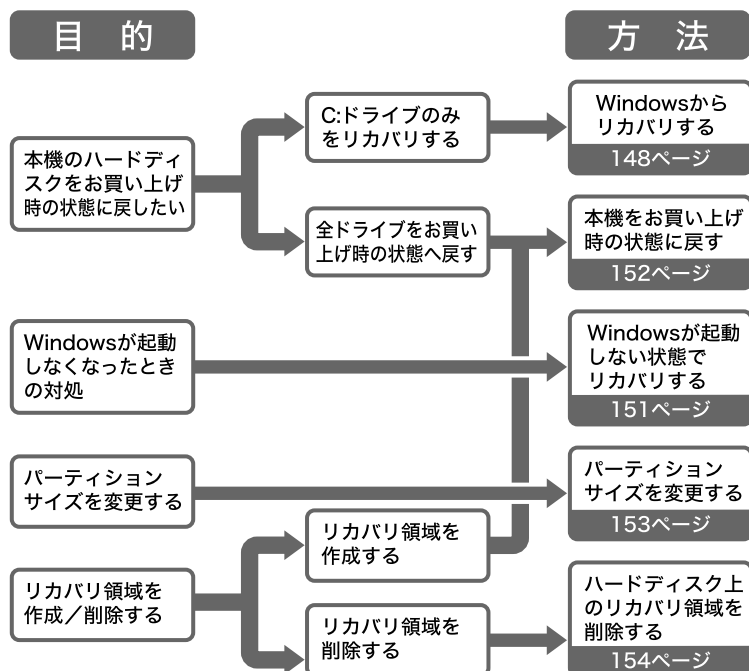 目 的
方 法
本機のハードディ
スクをお買い上げ
時の状態に戻したい
C:ドライブのみ
をリカバリする
Windowsから
リカバリする
148ページ
全ドライブをお買い
上げ時の状態へ戻す
本機をお買い上げ
時の状態に戻す
152ページ
Windowsが起動
しなくなったとき
の対処
Windowsが起動
しない状態で
リカバリする
151ページ
パーティション
サイズを変更する
パーティション
サイズを変更する
153ページ
リカバリ領域を
作成／削除する
リカバリ領域を
作成する
リカバリ領域を
削除する
ハードディスク上
のリカバリ領域を
削除する
154ページ